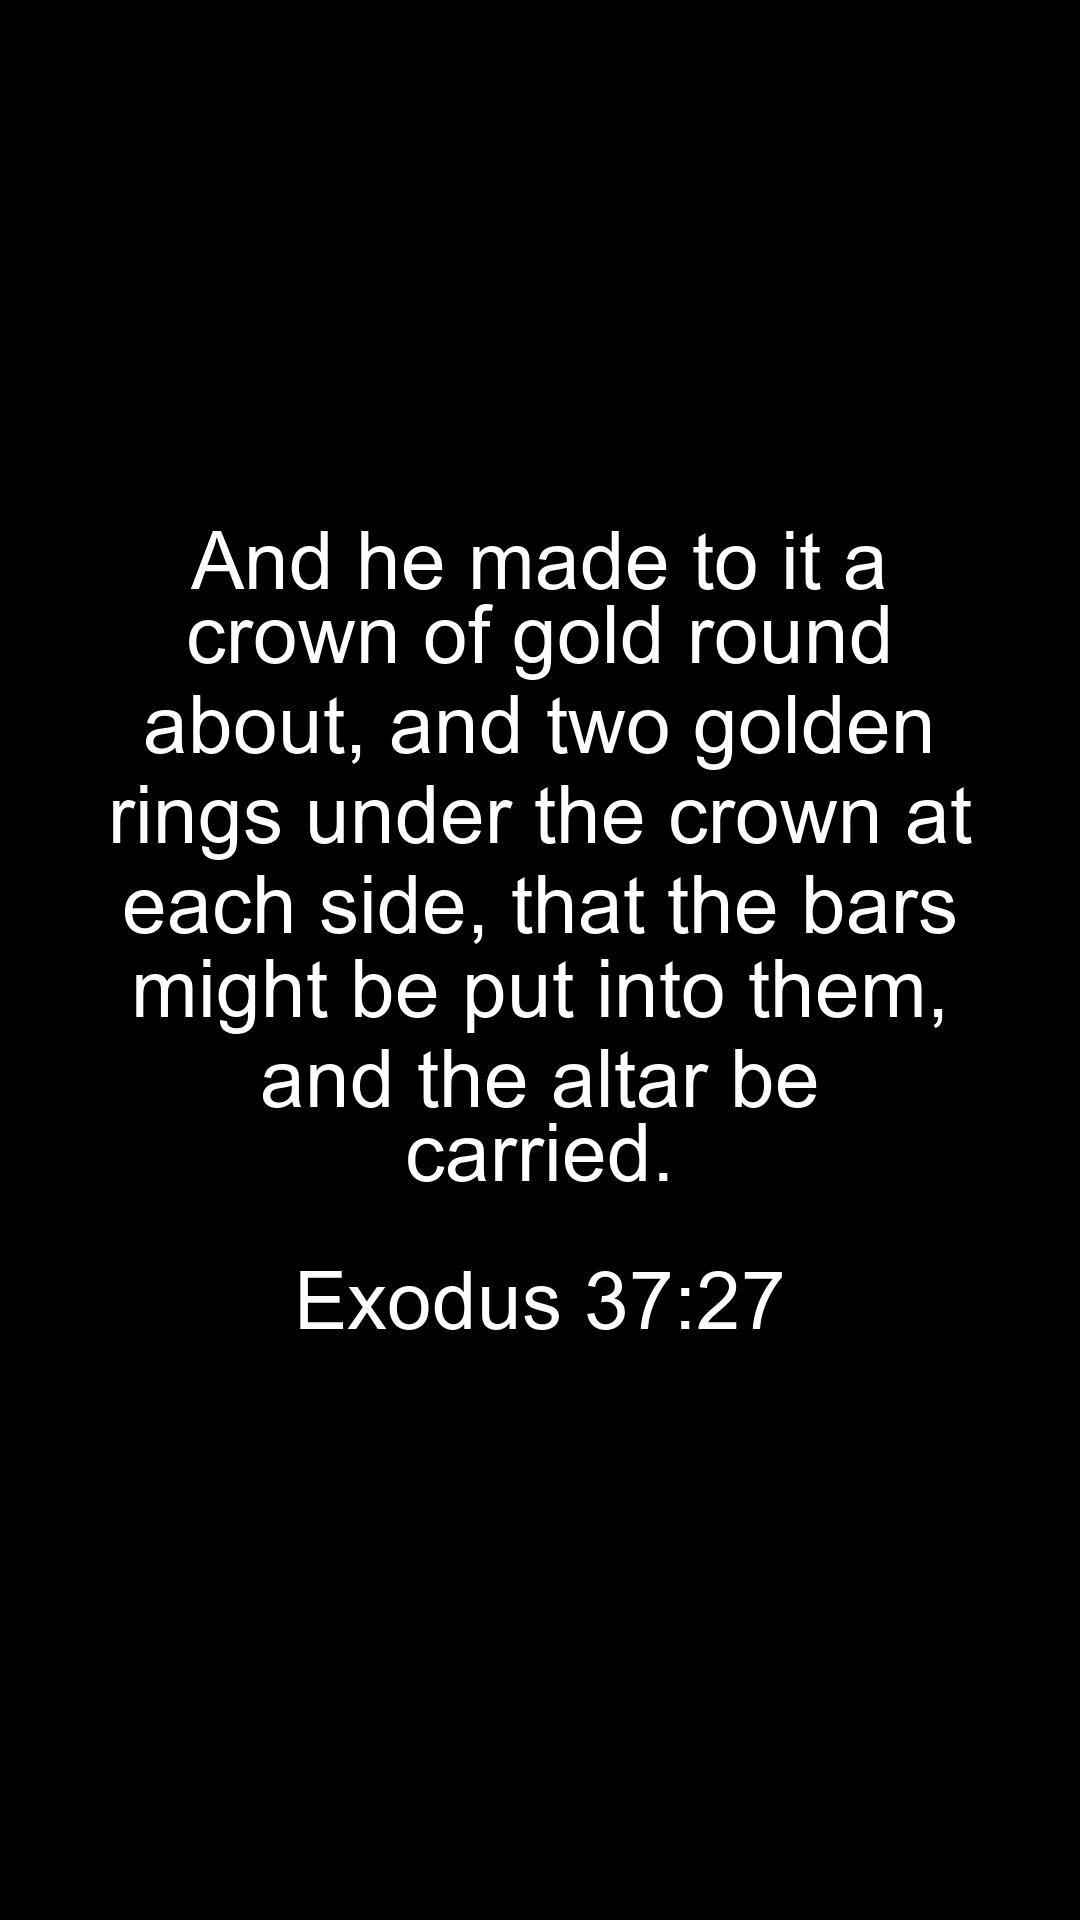 And he made to it a
crown of gold round
about, and two golden
rings under the crown at
each side, that the bars
might be put into them,
and the altar be
carried.
Exodus 37:27